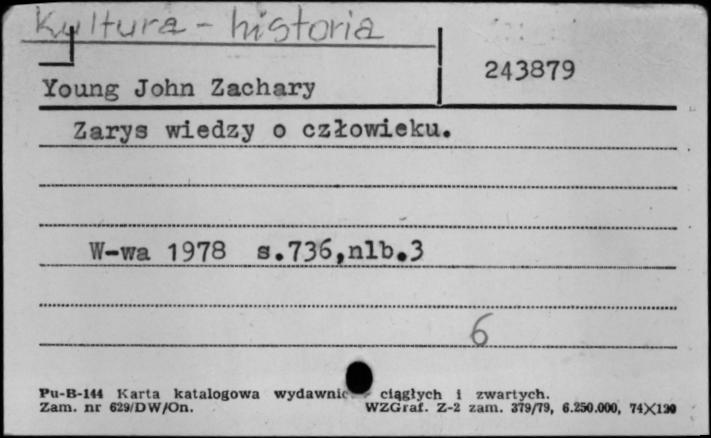 Kultura - historia
243879
Young John Zachary
Zarys wiedzy o człowieku.
W-wa 1978 s.736,nlb.3
6
Pu-B-144 Karta katalogowa wydawnic ciągłych i zwartych.
Zam. nr 629/DW/On. WZGraf. Z-2 zam. 379/79, 6.250.000, 74X120